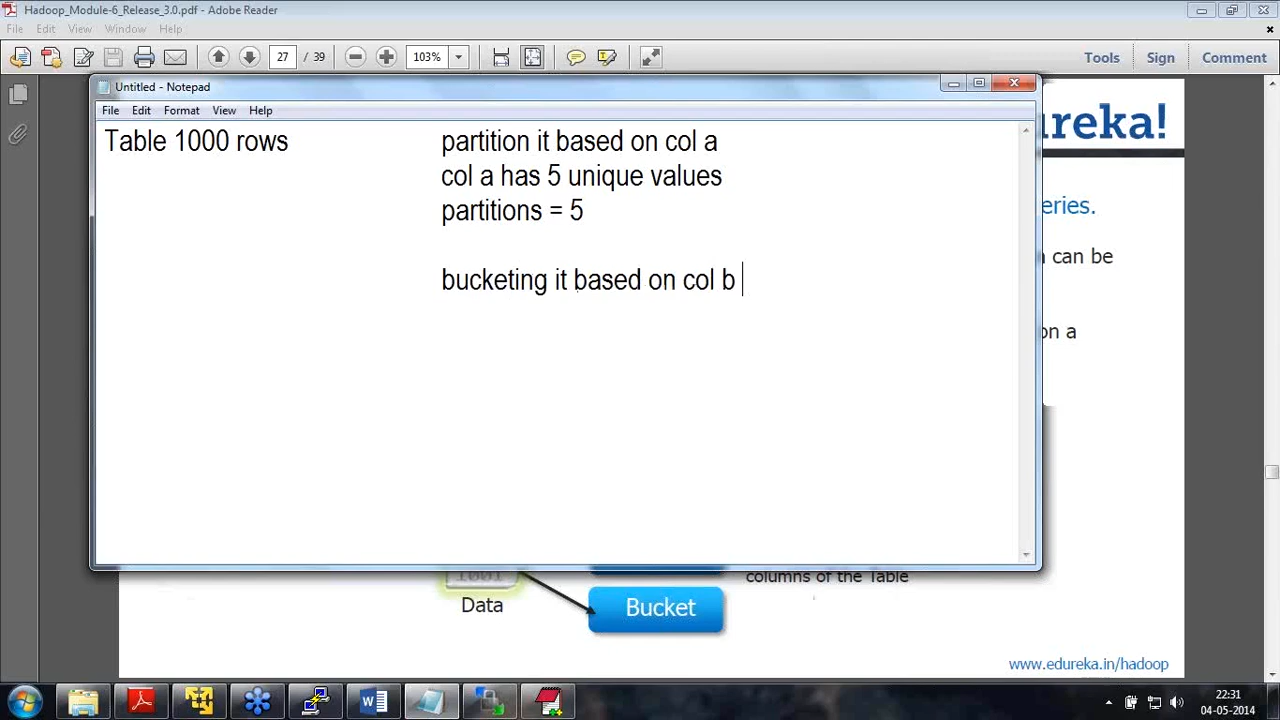 Hadoop_Module-6_Release_3.0.pdf - Adobe Reader
File Edit View Window Help
27 / 39 103% Tools Sign Comment
Untitled - Notepad
File Edit Format View Help
Table 1000 rows partition it based on col a
col a has 5 unique values
partitions = 5
bucketing it based on col b
ureka!
eries.
can be
on a
columns of the Table
Data
Bucket
www.edureka.in/hadoop
22:31
04-05-2014